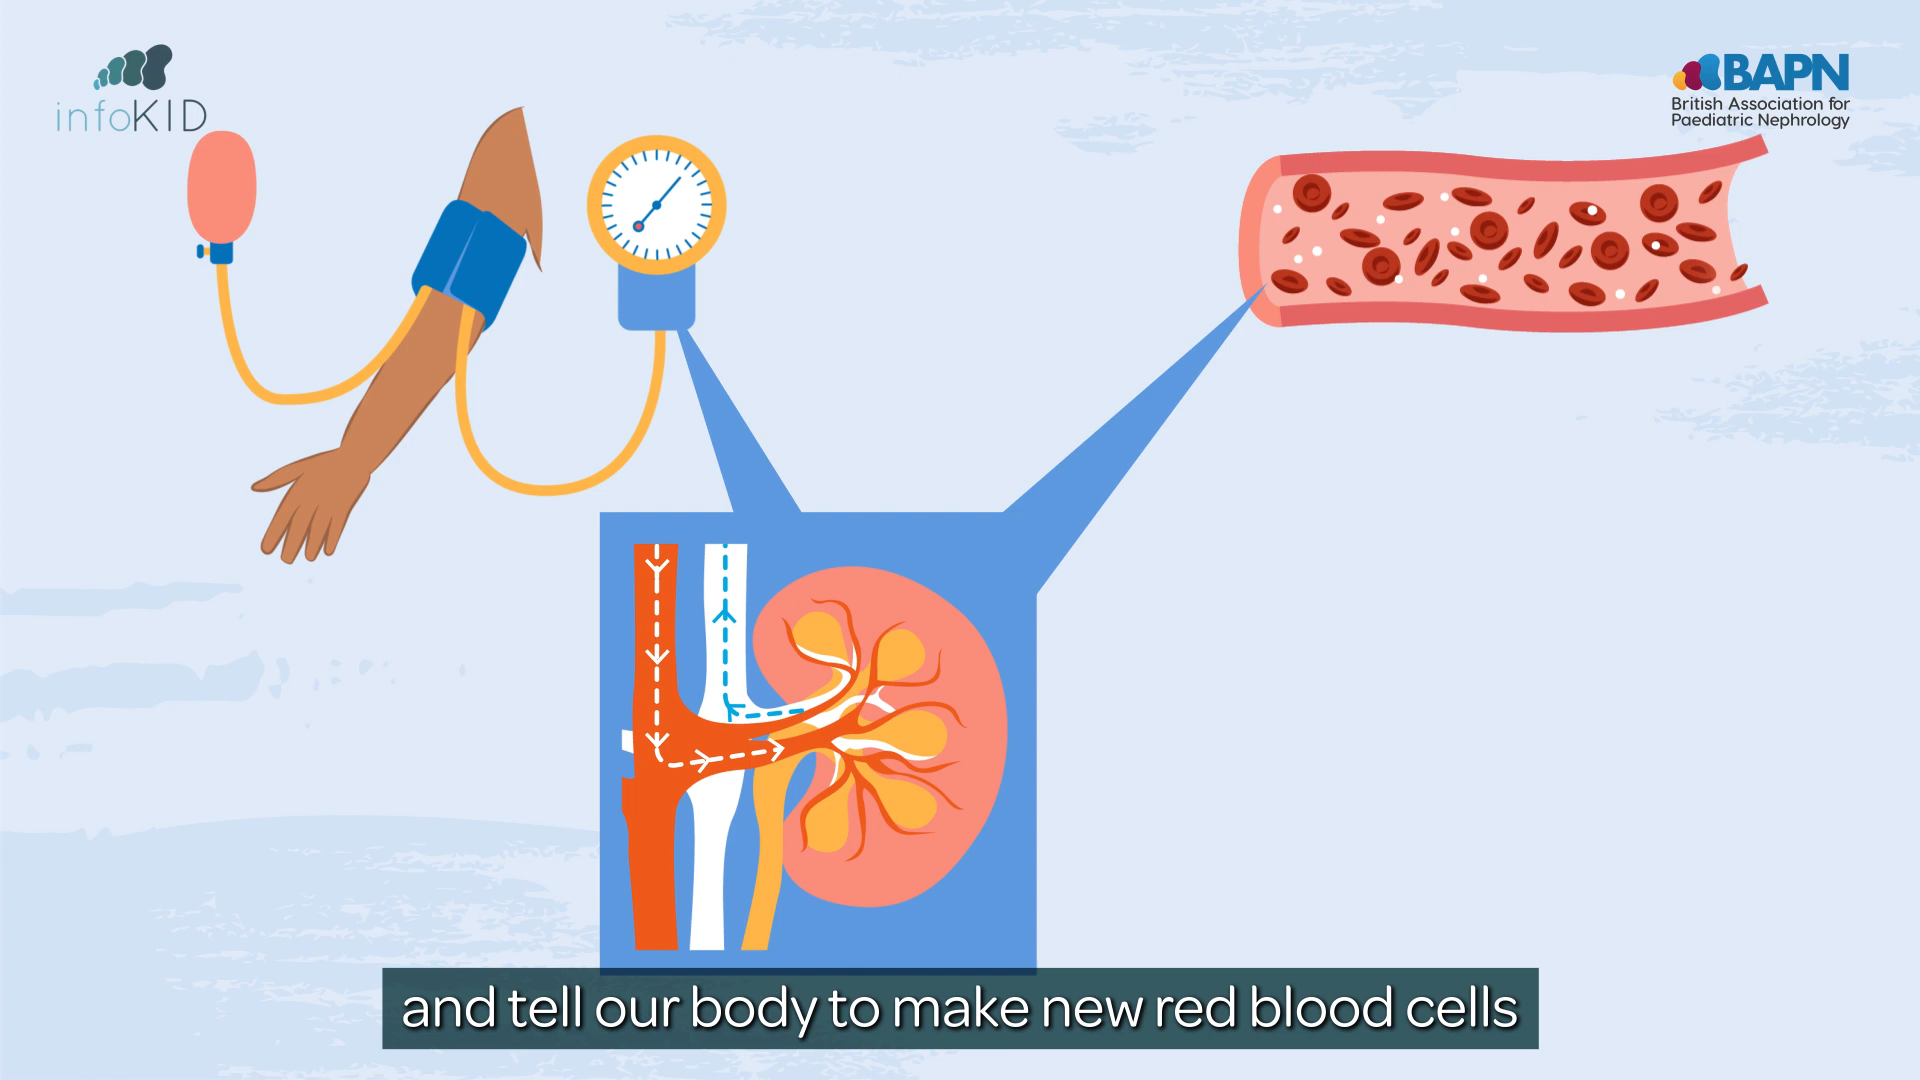 infoKID
BAPN
British Association for
Paediatric Nephrology
and tell our body to make new red blood cells